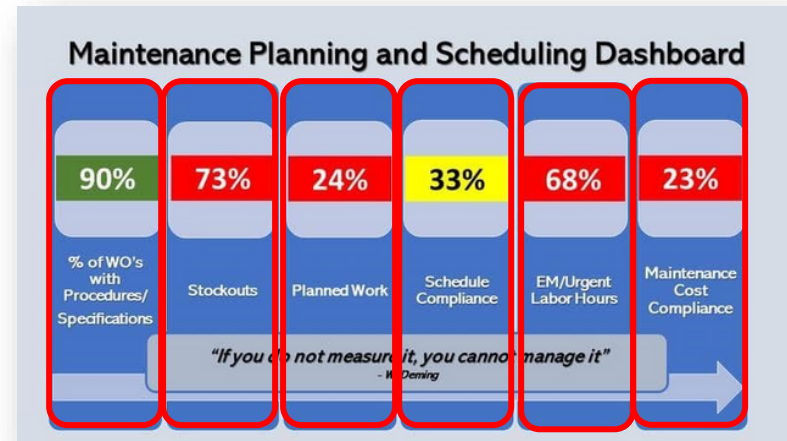 Maintenance Planning and Scheduling Dashboard
90%
73%
24%
33%
68%
23%
% of WO's
with
Procedures/
Specifications
Stockouts
Planned Work
Schedule
Compliance
EM/Urgent
Labor Hours
Maintenance
Cost
Compliance
"If you do not measure it, you cannot manage it"
- W. Deming